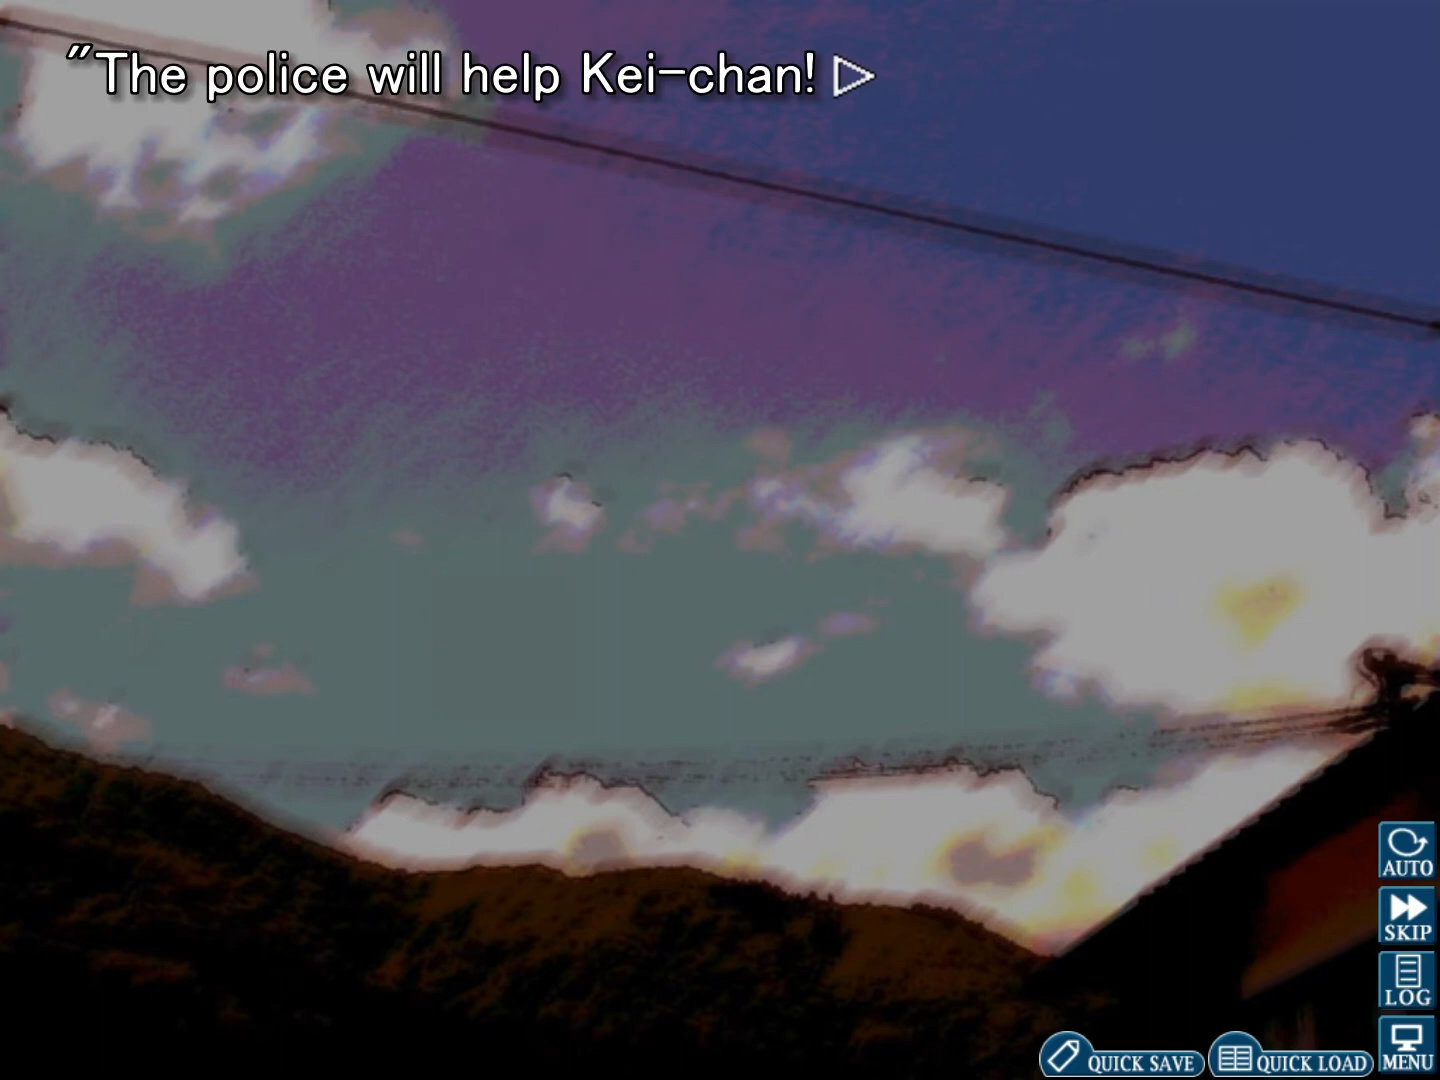 "The police will help Kei-chan!
AUTO
SKIP
LOG
MENU
QUICK SAVE
QUICK LOAD